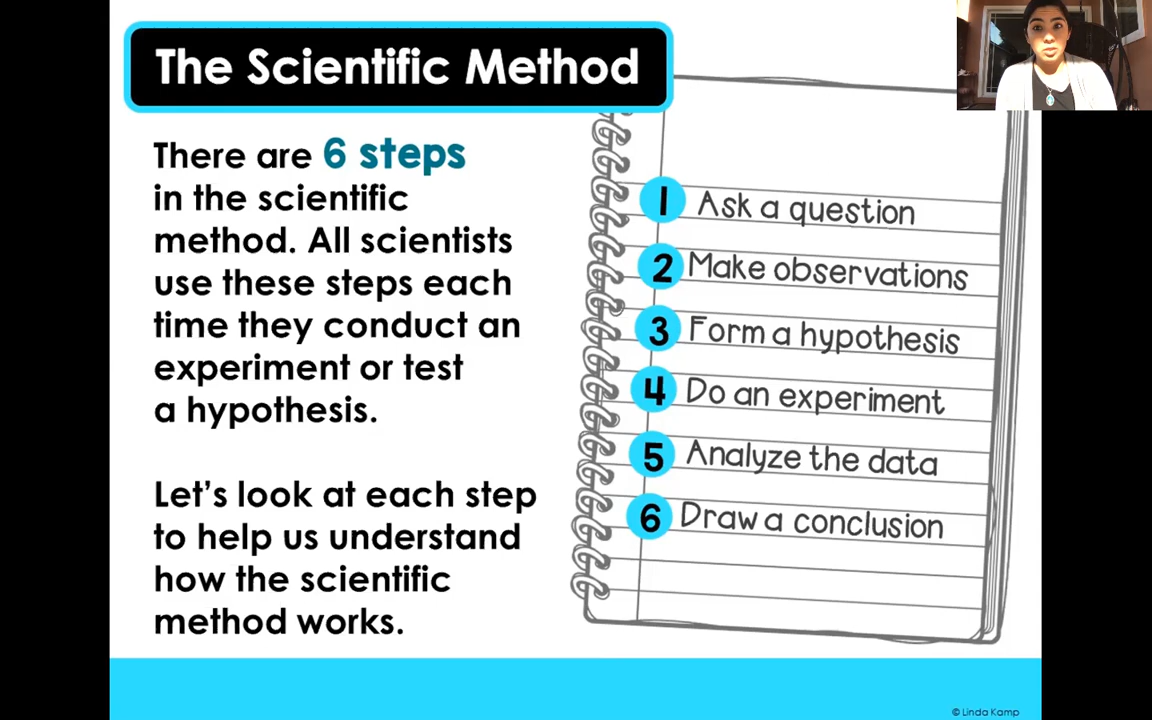 The Scientific Method
There are 6 steps
in the scientific
method. All scientists
use these steps each
time they conduct an
experiment or test
a hypothesis.
Let's look at each step
to help us understand
how the scientific
method works.
1 Ask a question
2 Make observations
3 Form a hypothesis
4 Do an experiment
5 Analyze the data
6 Draw a conclusion
© Linda Kamp